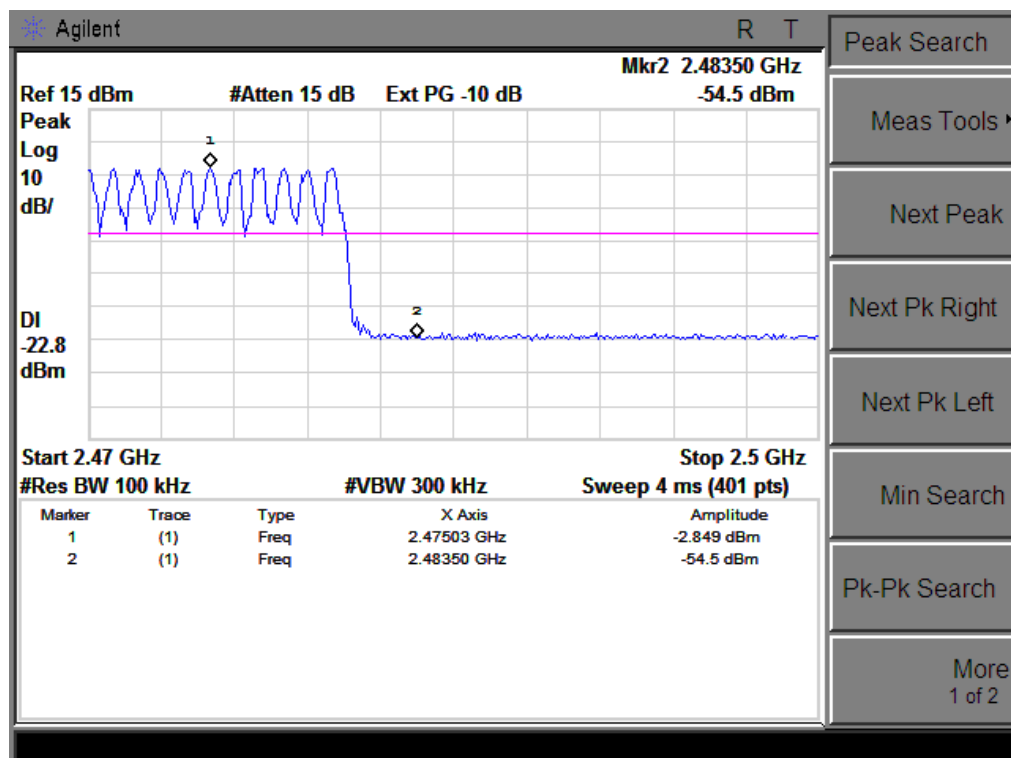 Agilent R T
Mkr2 2.48350 GHz
Ref 15 dBm #Atten 15 dB Ext PG -10 dB -54.5 dBm
Peak
Log
10
dB/
1
2
DI
-22.8
dBm
Start 2.47 GHz Stop 2.5 GHz
#Res BW 100 kHz #VBW 300 kHz Sweep 4 ms (401 pts)
Marker Trace Type X Axis Amplitude
1 (1) Freq 2.47503 GHz -2.849 dBm
2 (1) Freq 2.48350 GHz -54.5 dBm
Peak Search
Meas Tools
Next Peak
Next Pk Right
Next Pk Left
Min Search
Pk-Pk Search
More
1 of 2